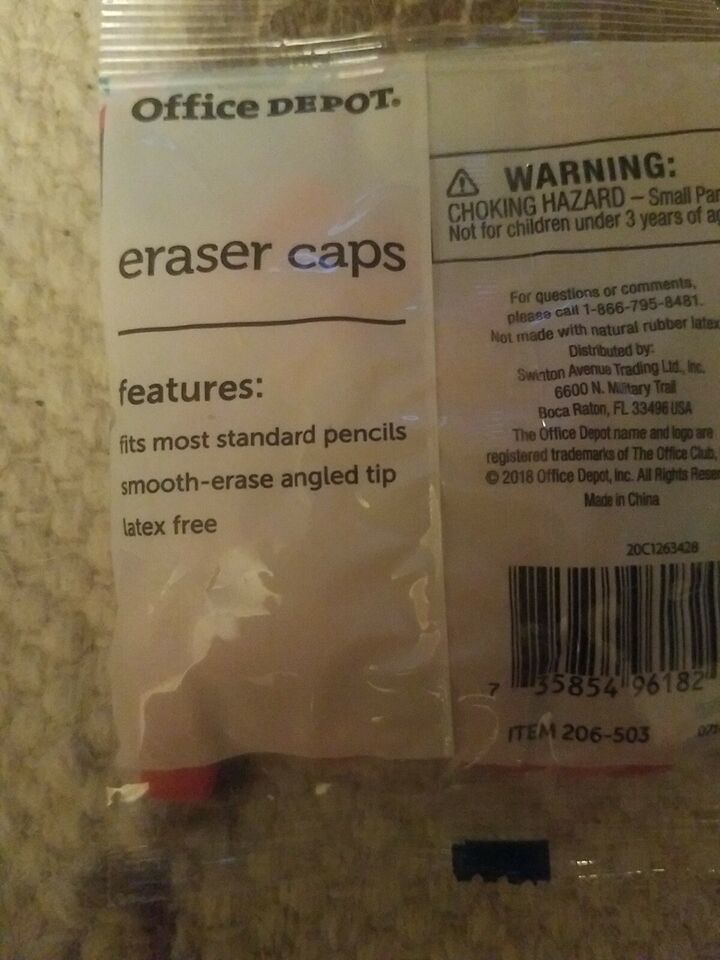 Office DEPOT.
eraser caps
features:
fits most standard pencils
smooth-erase angled tip
latex free
WARNING:
CHOKING HAZARD – Small Par
Not for children under 3 years of ag
For questions or comments,
please call 1-866-795-8481.
Not made with natural rubber latex
Distributed by:
Swinton Avenue Trading Ltd., Inc.
6600 N. Military Trail
Boca Raton, FL 33496 USA
The Office Depot name and logo are
registered trademarks of The Office Club,
© 2018 Office Depot, Inc. All Rights Reser
Made in China
20C1263428
7 35854 96182
ITEM 206-503